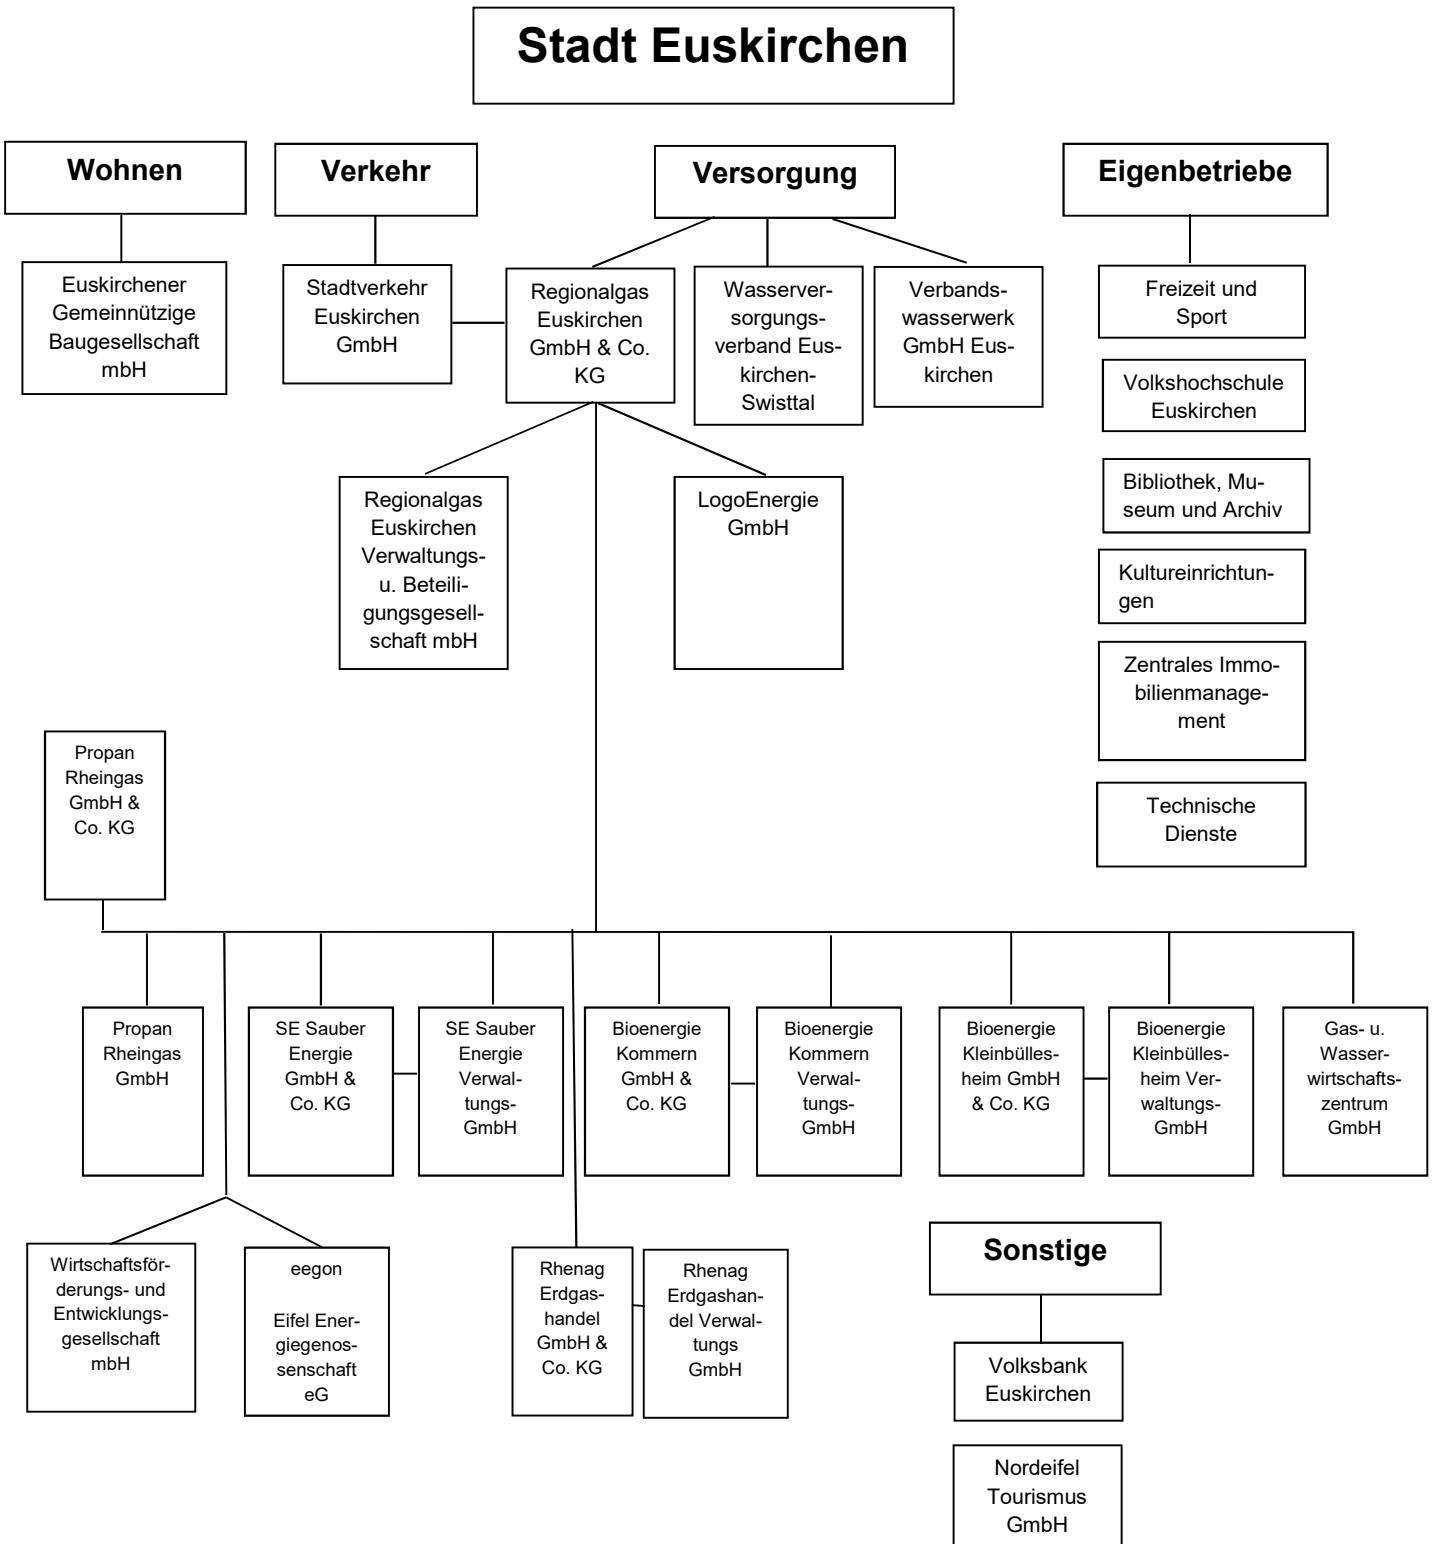 Stadt Euskirchen
Wohnen
Verkehr
Versorgung
Eigenbetriebe
Euskirchener
Gemeinnützige
Baugesellschaft
mbH
Stadtverkehr
Euskirchen
GmbH
Regionalgas
Euskirchen
GmbH & Co.
KG
Wasserver-
sorgungs-
verband Eus-
kirchen-
Swisttal
Verbands-
wasserwerk
GmbH Eus-
kirchen
Freizeit und
Sport
Volkshochschule
Euskirchen
Bibliothek, Mu-
seum und Archiv
Kultureinrichtun-
gen
Zentrales Immo-
bilienmanage-
ment
Technische
Dienste
Regionalgas
Euskirchen
Verwaltungs-
u. Beteili-
gungsgesell-
schaft mbH
LogoEnergie
GmbH
Propan
Rheingas
GmbH &
Co. KG
Propan
Rheingas
GmbH
SE Sauber
Energie
GmbH &
Co. KG
SE Sauber
Energie
Verwal-
tungs-
GmbH
Bioenergie
Kommern
GmbH &
Co. KG
Bioenergie
Kommern
Verwal-
tungs-
GmbH
Bioenergie
Kleinbülles-
heim GmbH
& Co. KG
Bioenergie
Kleinbülles-
heim Ver-
waltungs-
GmbH
Gas- u.
Wasser-
wirtschafts-
zentrum
GmbH
Wirtschaftsför-
derungs- und
Entwicklungs-
gesellschaft
mbH
eegon
Eifel Ener-
giegenos-
senschaft
eG
Rhenag
Erdgas-
handel
GmbH &
Co. KG
Rhenag
Erdgashan-
del Verwal-
tungs
GmbH
Sonstige
Volksbank
Euskirchen
Nordeifel
Tourismus
GmbH